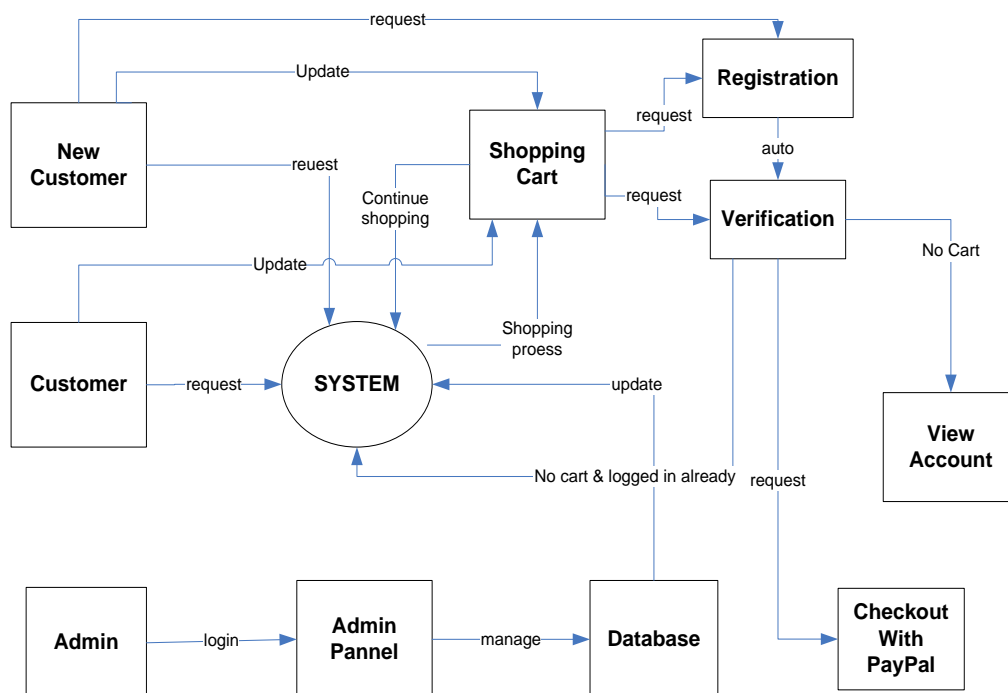 request
Update
Registration
request
New
Customer
reuest
Shopping
Cart
auto
Continue
shopping
request
Verification
No Cart
Update
Shopping
proess
Customer
request
SYSTEM
update
View
Account
No cart & logged in already
request
Admin
login
Admin
Pannel
manage
Database
Checkout
With
PayPal